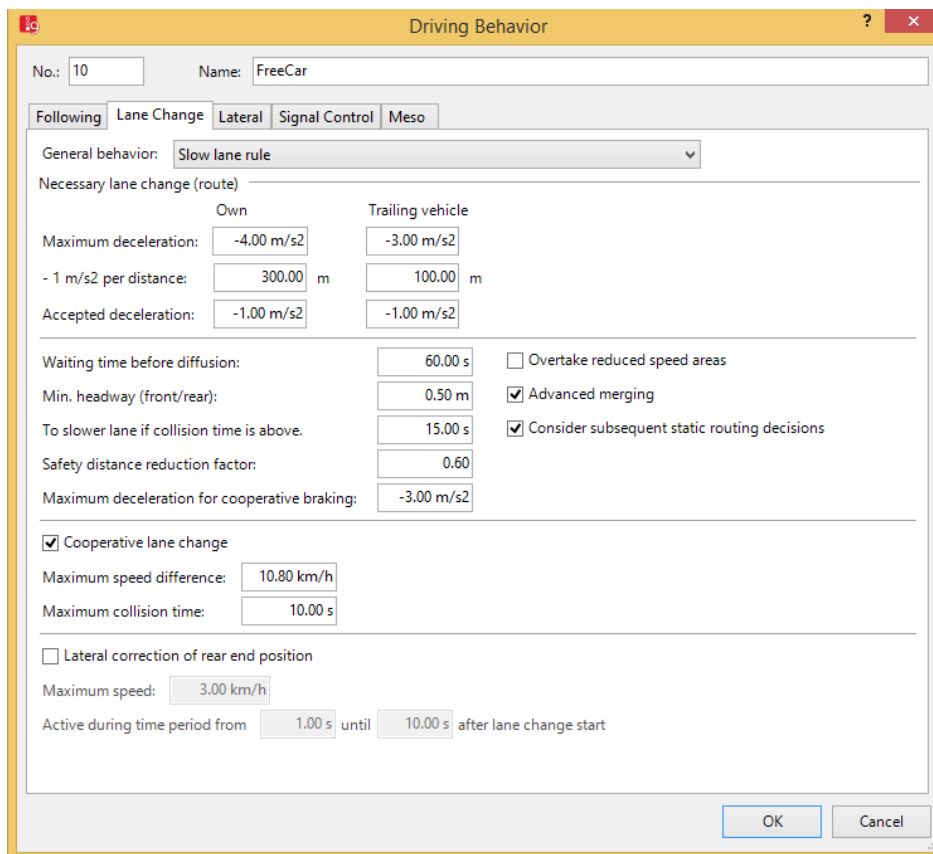 Driving Behavior ? ×
No.: 10 Name: FreeCar
Following Lane Change Lateral Signal Control Meso
General behavior: Slow lane rule
Necessary lane change (route)
Own Trailing vehicle
Maximum deceleration: -4.00 m/s2 -3.00 m/s2
- 1 m/s2 per distance: 300.00 m 100.00 m
Accepted deceleration: -1.00 m/s2 -1.00 m/s2
Waiting time before diffusion: 60.00 s Overtake reduced speed areas
Min. headway (front/rear): 0.50 m Advanced merging
To slower lane if collision time is above. 15.00 s Consider subsequent static routing decisions
Safety distance reduction factor: 0.60
Maximum deceleration for cooperative braking: -3.00 m/s2
Cooperative lane change
Maximum speed difference: 10.80 km/h
Maximum collision time: 10.00 s
Lateral correction of rear end position
Maximum speed: 3.00 km/h
Active during time period from 1.00 s until 10.00 s after lane change start
OK Cancel